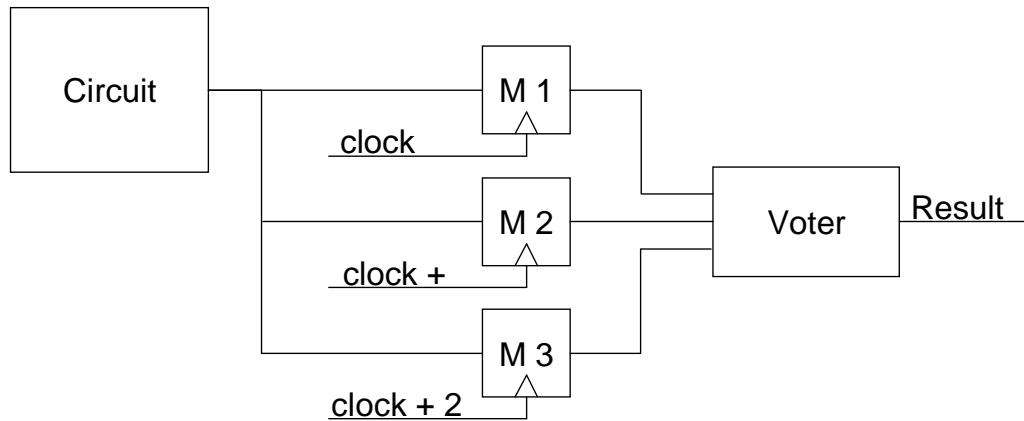 Circuit
M 1
clock
M 2
clock +
M 3
clock + 2
Voter
Result